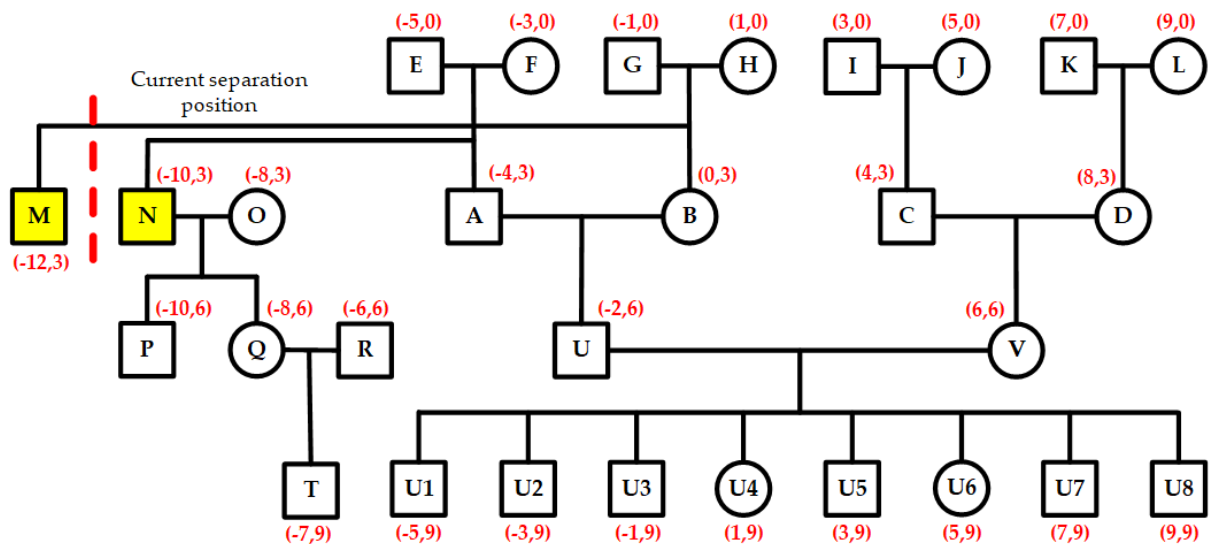 (-5,0) (-3,0) (-1,0) (1,0) (3,0) (5,0) (7,0) (9,0)
E F G H I J K L
Current separation
position
(-10,3) (-8,3) (-4,3) (0,3) (4,3) (8,3)
M N O A B C D
(-12,3)
(-10,6) (-8,6) (-6,6) (-2,6) (6,6)
P Q R U V
T U1 U2 U3 U4 U5 U6 U7 U8
(-7,9) (-5,9) (-3,9) (-1,9) (1,9) (3,9) (5,9) (7,9) (9,9)